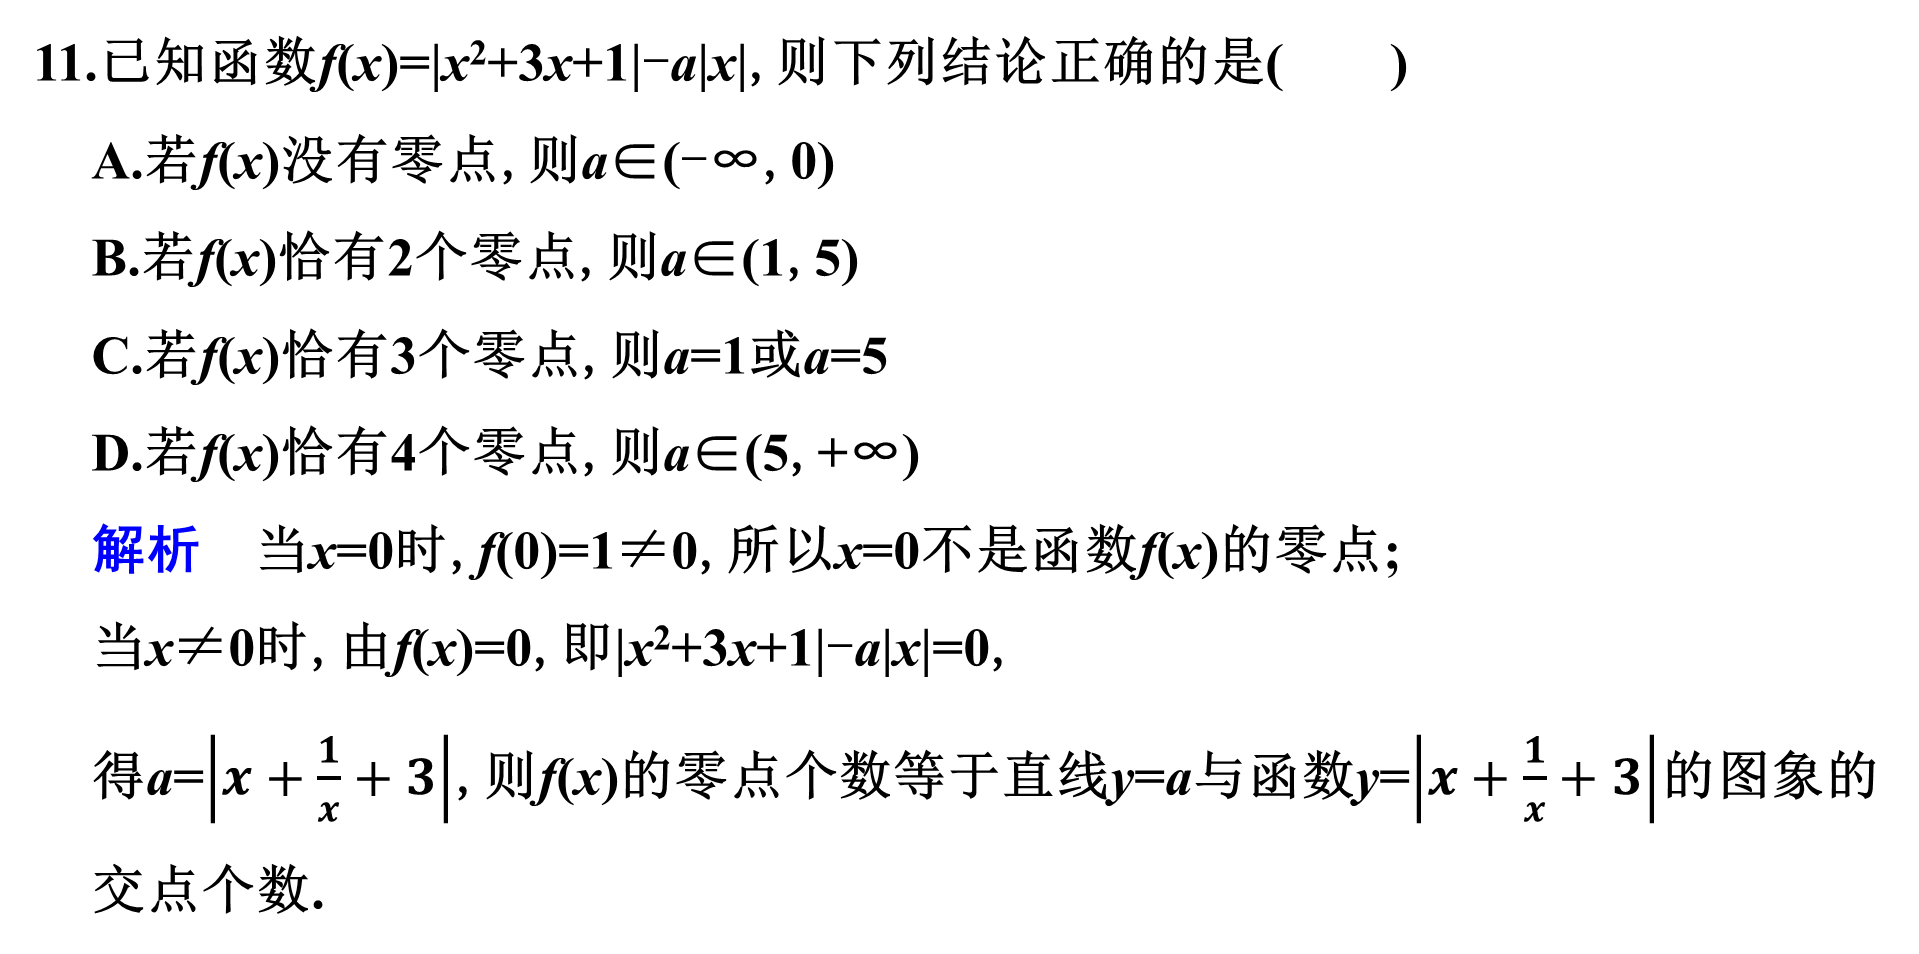 11.已知函数f(x)=|x²+3x+1|−a|x|, 则下列结论正确的是(　　)
A.若f(x)没有零点, 则a∈(−∞, 0)
B.若f(x)恰有2个零点, 则a∈(1, 5)
C.若f(x)恰有3个零点, 则a=1或a=5
D.若f(x)恰有4个零点, 则a∈(5, +∞)
解析　当x=0时, f(0)=1≠0, 所以x=0不是函数f(x)的零点;
当x≠0时, 由f(x)=0, 即|x²+3x+1|−a|x|=0,
得a=|x + 1/x + 3|, 则f(x)的零点个数等于直线y=a与函数y=|x + 1/x + 3|的图象的
交点个数.